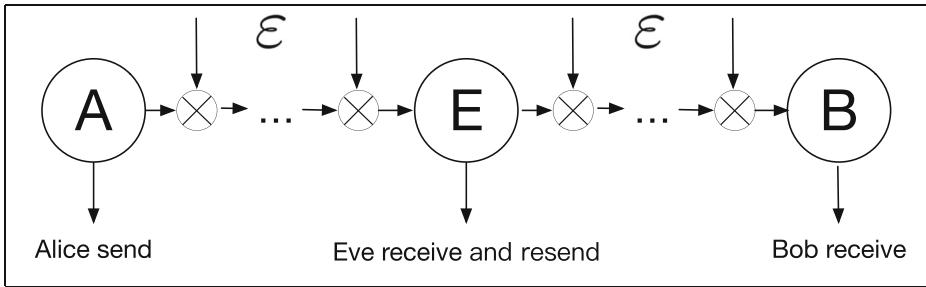 ℰ ℰ
A ... E ... B
Alice send Eve receive and resend Bob receive